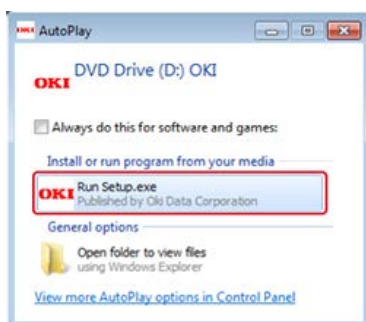 AutoPlay
DVD Drive (D:) OKI
OKI
Always do this for software and games:
Install or run program from your media
OKI Run Setup.exe
Published by Oki Data Corporation
General options
Open folder to view files
using Windows Explorer
View more AutoPlay options in Control Panel